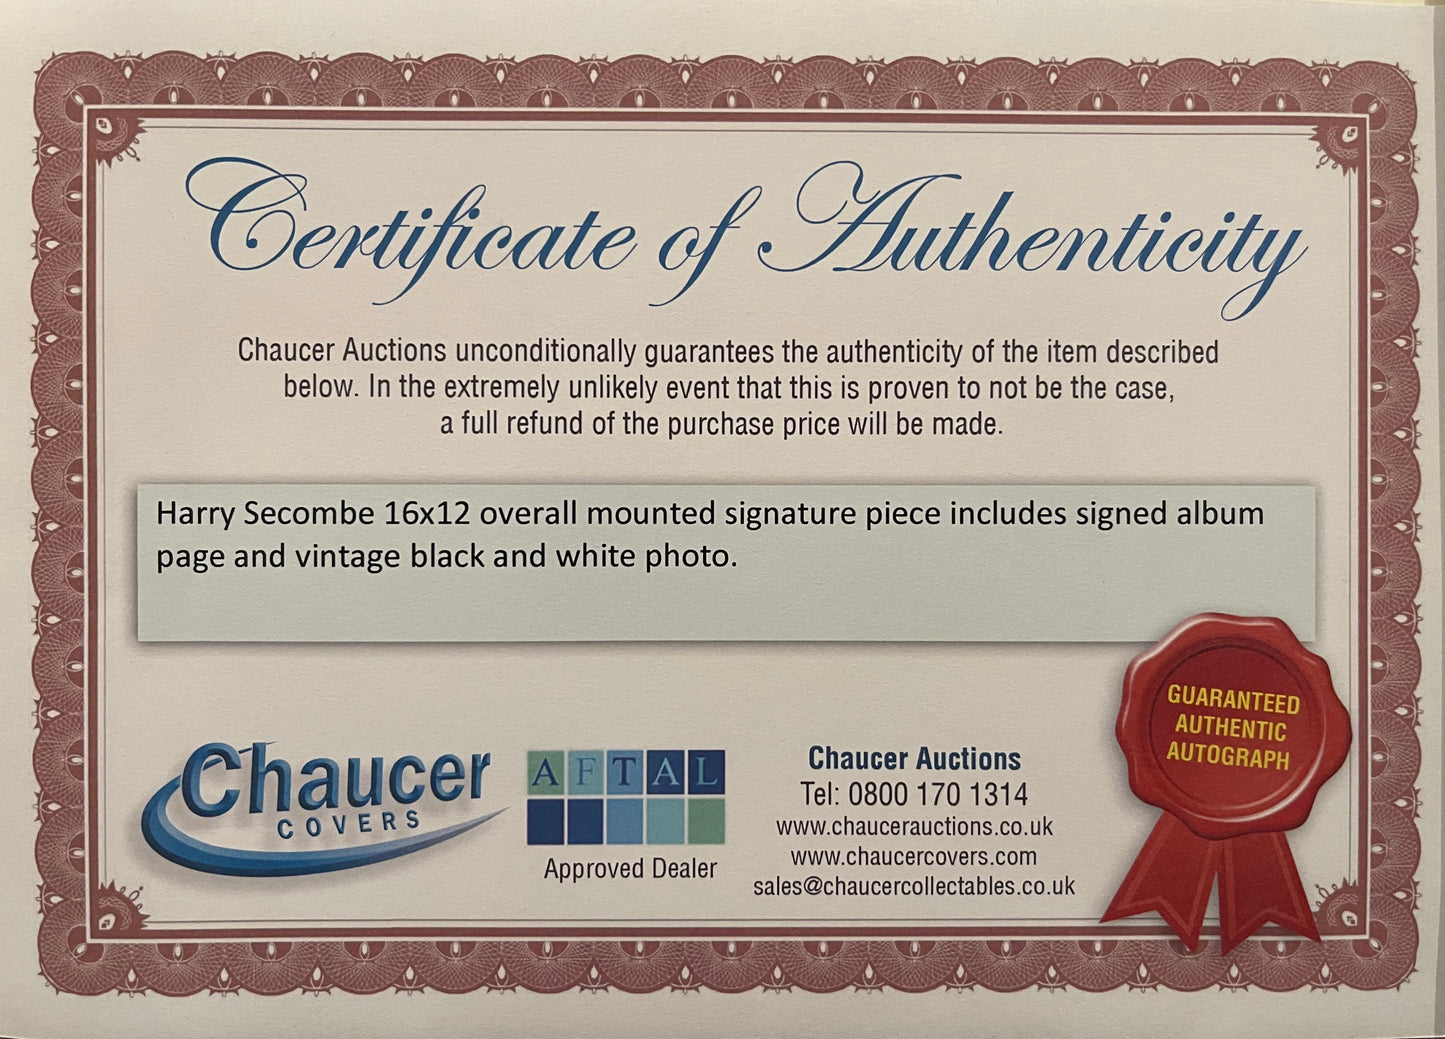 Certificate of Authenticity
Chaucer Auctions unconditionally guarantees the authenticity of the item described
below. In the extremely unlikely event that this is proven to not be the case,
a full refund of the purchase price will be made.
Harry Secombe 16x12 overall mounted signature piece includes signed album
page and vintage black and white photo.
GUARANTEED
AUTHENTIC
AUTOGRAPH
Chaucer
COVERS
AFTAL
Approved Dealer
Chaucer Auctions
Tel: 0800 170 1314
www.chaucerauctions.co.uk
www.chaucercovers.com
sales@chaucercollectables.co.uk